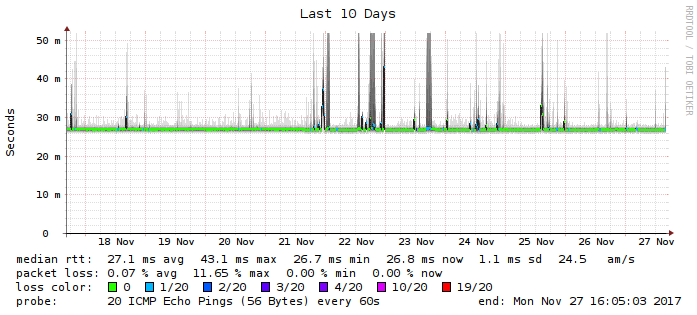 Last 10 Days
RRDTOOL / TOBI OETIKER
Seconds
50 m
40 m
30 m
20 m
10 m
0
18 Nov 19 Nov 20 Nov 21 Nov 22 Nov 23 Nov 24 Nov 25 Nov 26 Nov 27 Nov
median rtt: 27.1 ms avg 43.1 ms max 26.7 ms min 26.8 ms now 1.1 ms sd 24.5 am/s
packet loss: 0.07 % avg 11.65 % max 0.00 % min 0.00 % now
loss color: 0 1/20 2/20 3/20 4/20 10/20 19/20
probe: 20 ICMP Echo Pings (56 Bytes) every 60s end: Mon Nov 27 16:05:03 2017